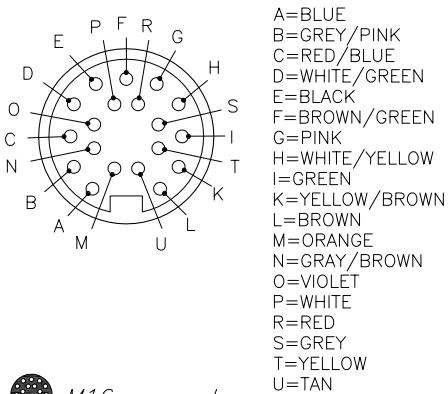 P F R
E G
D H
O S
C I
N T
B K
A L
M U
A=BLUE
B=GREY/PINK
C=RED/BLUE
D=WHITE/GREEN
E=BLACK
F=BROWN/GREEN
G=PINK
H=WHITE/YELLOW
I=GREEN
K=YELLOW/BROWN
L=BROWN
M=ORANGE
N=GRAY/BROWN
O=VIOLET
P=WHITE
R=RED
S=GREY
T=YELLOW
U=TAN